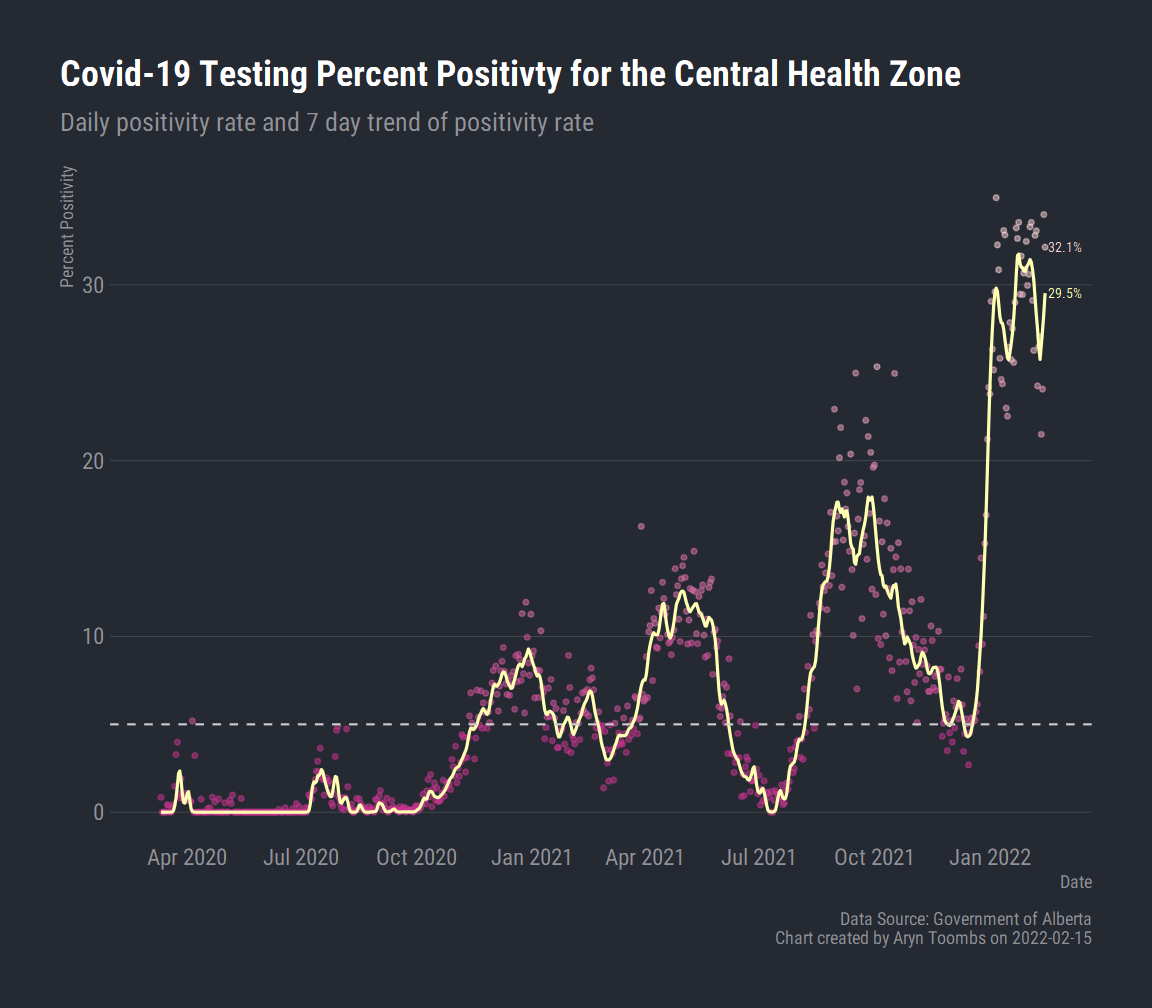 Covid-19 Testing Percent Positivty for the Central Health Zone
Daily positivity rate and 7 day trend of positivity rate
Percent Positivity
32.1%
30
29.5%
20
10
0
Apr 2020 Jul 2020 Oct 2020 Jan 2021 Apr 2021 Jul 2021 Oct 2021 Jan 2022
Date
Data Source: Government of Alberta
Chart created by Aryn Toombs on 2022-02-15